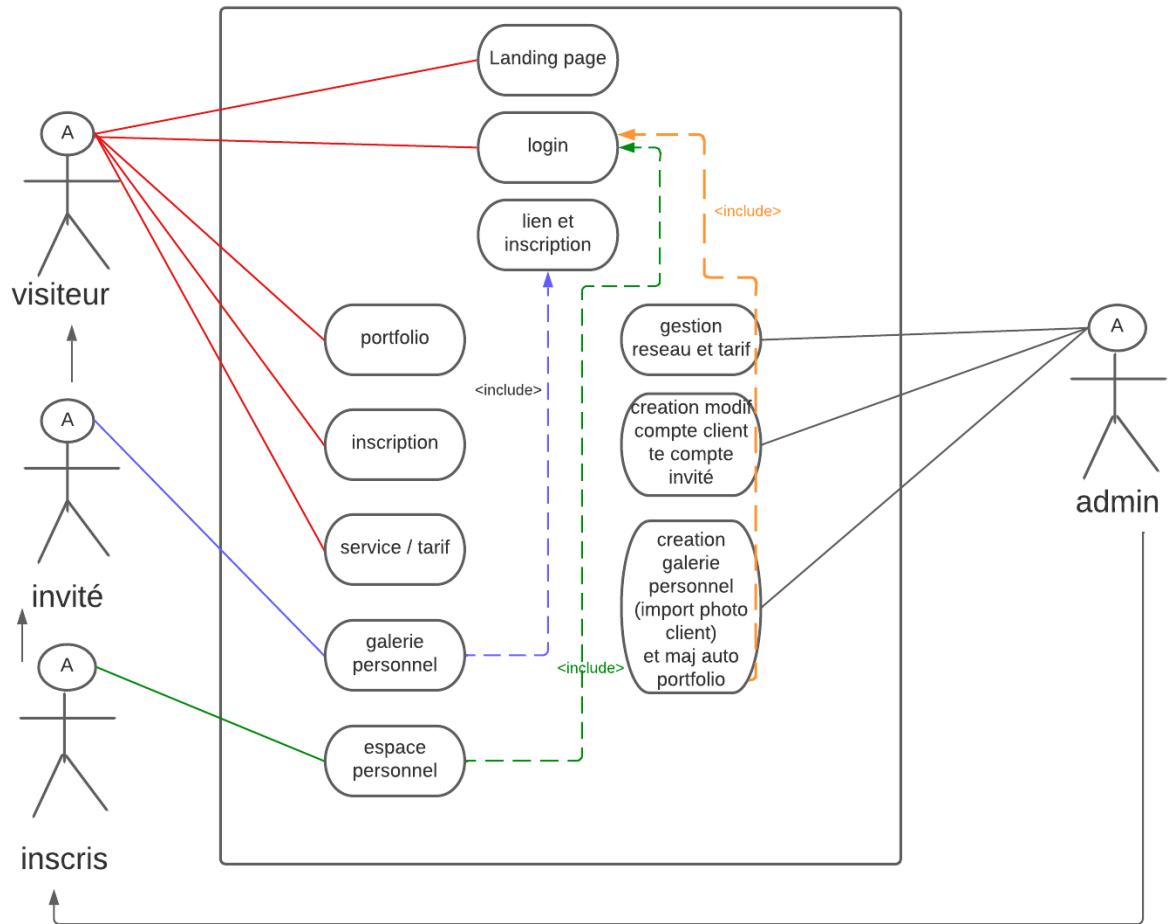 Landing page
A
login
<include>
lien et
inscription
visiteur
portfolio
gestion
reseau et tarif
A
<include>
A
inscription
creation modif
compte client
te compte
invité
admin
service / tarif
creation
galerie
personnel
(import photo
client)
et maj auto
portfolio
invité
galerie
personnel
<include>
A
espace
personnel
inscris